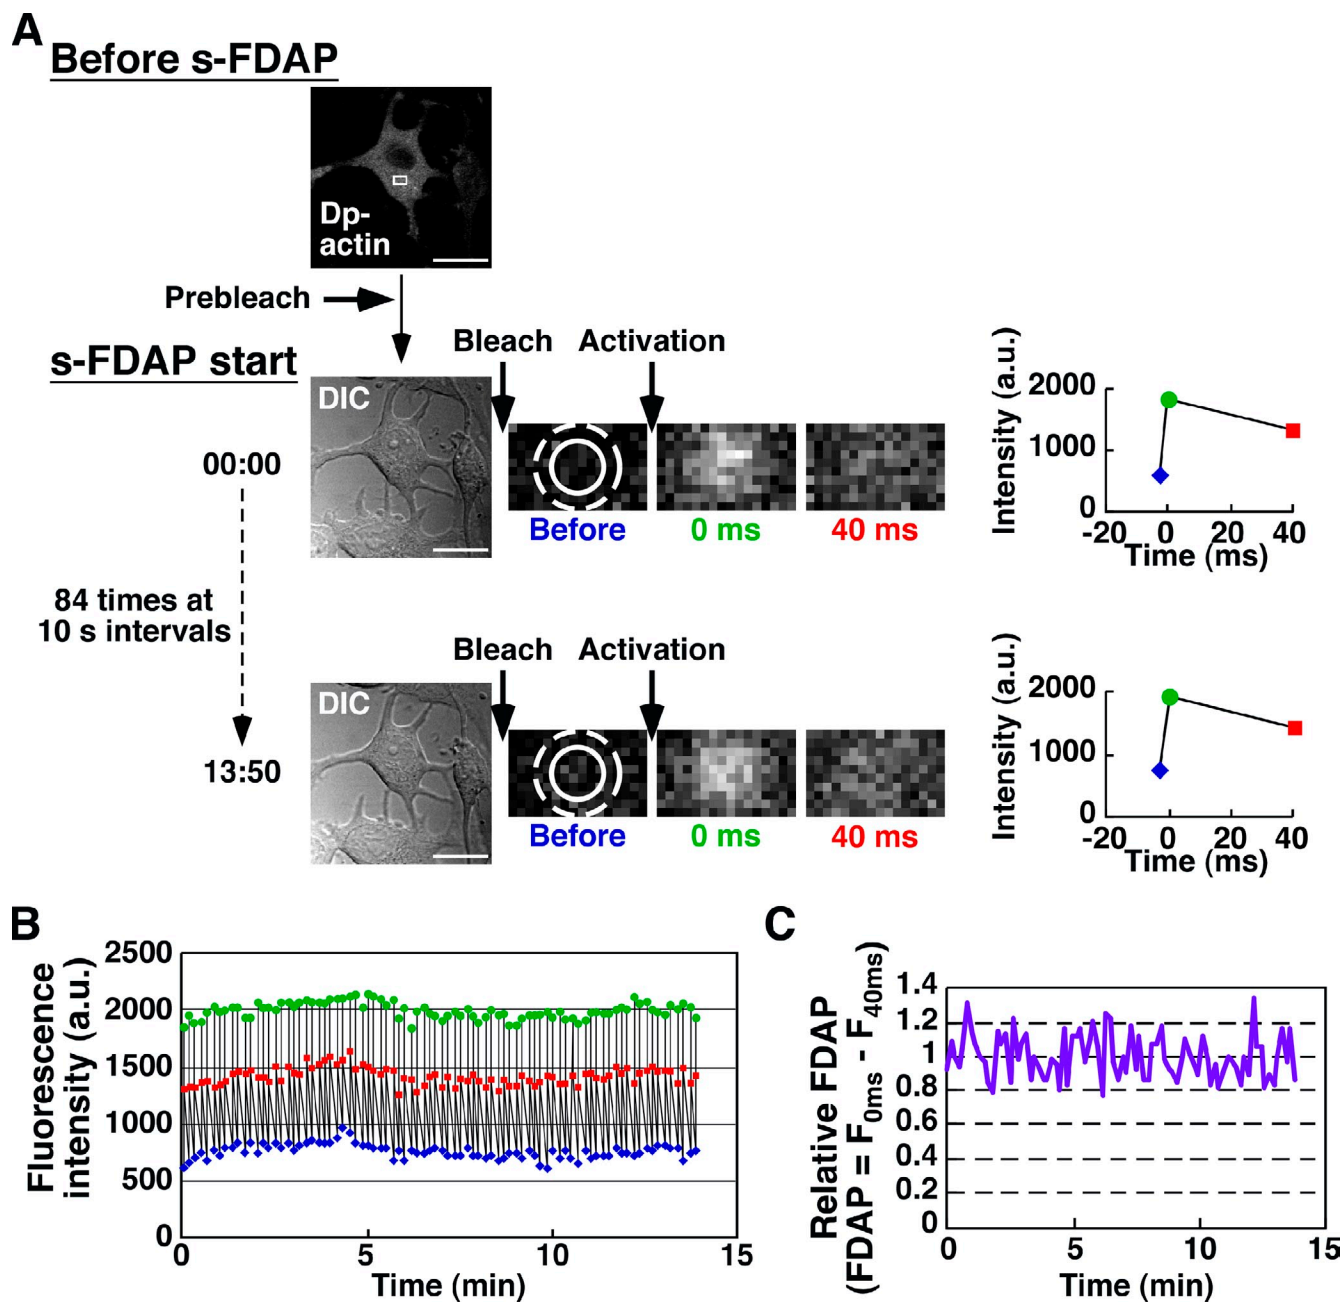 A
Before s-FDAP
Dp-
actin
Prebleach
s-FDAP start
Bleach Activation
DIC
00:00
Before 0 ms 40 ms
Intensity (a.u.)
2000
1000
0
-20 0 20 40
Time (ms)
84 times at
10 s intervals
Bleach Activation
DIC
13:50
Before 0 ms 40 ms
Intensity (a.u.)
2000
1000
0
-20 0 20 40
Time (ms)
B
Fluorescence
intensity (a.u.)
2500
2000
1500
1000
500
0
0 5 10 15
Time (min)
C
Relative FDAP
(FDAP = F0ms - F40ms)
1.4
1.2
1
0.8
0.6
0.4
0.2
0
0 5 10 15
Time (min)